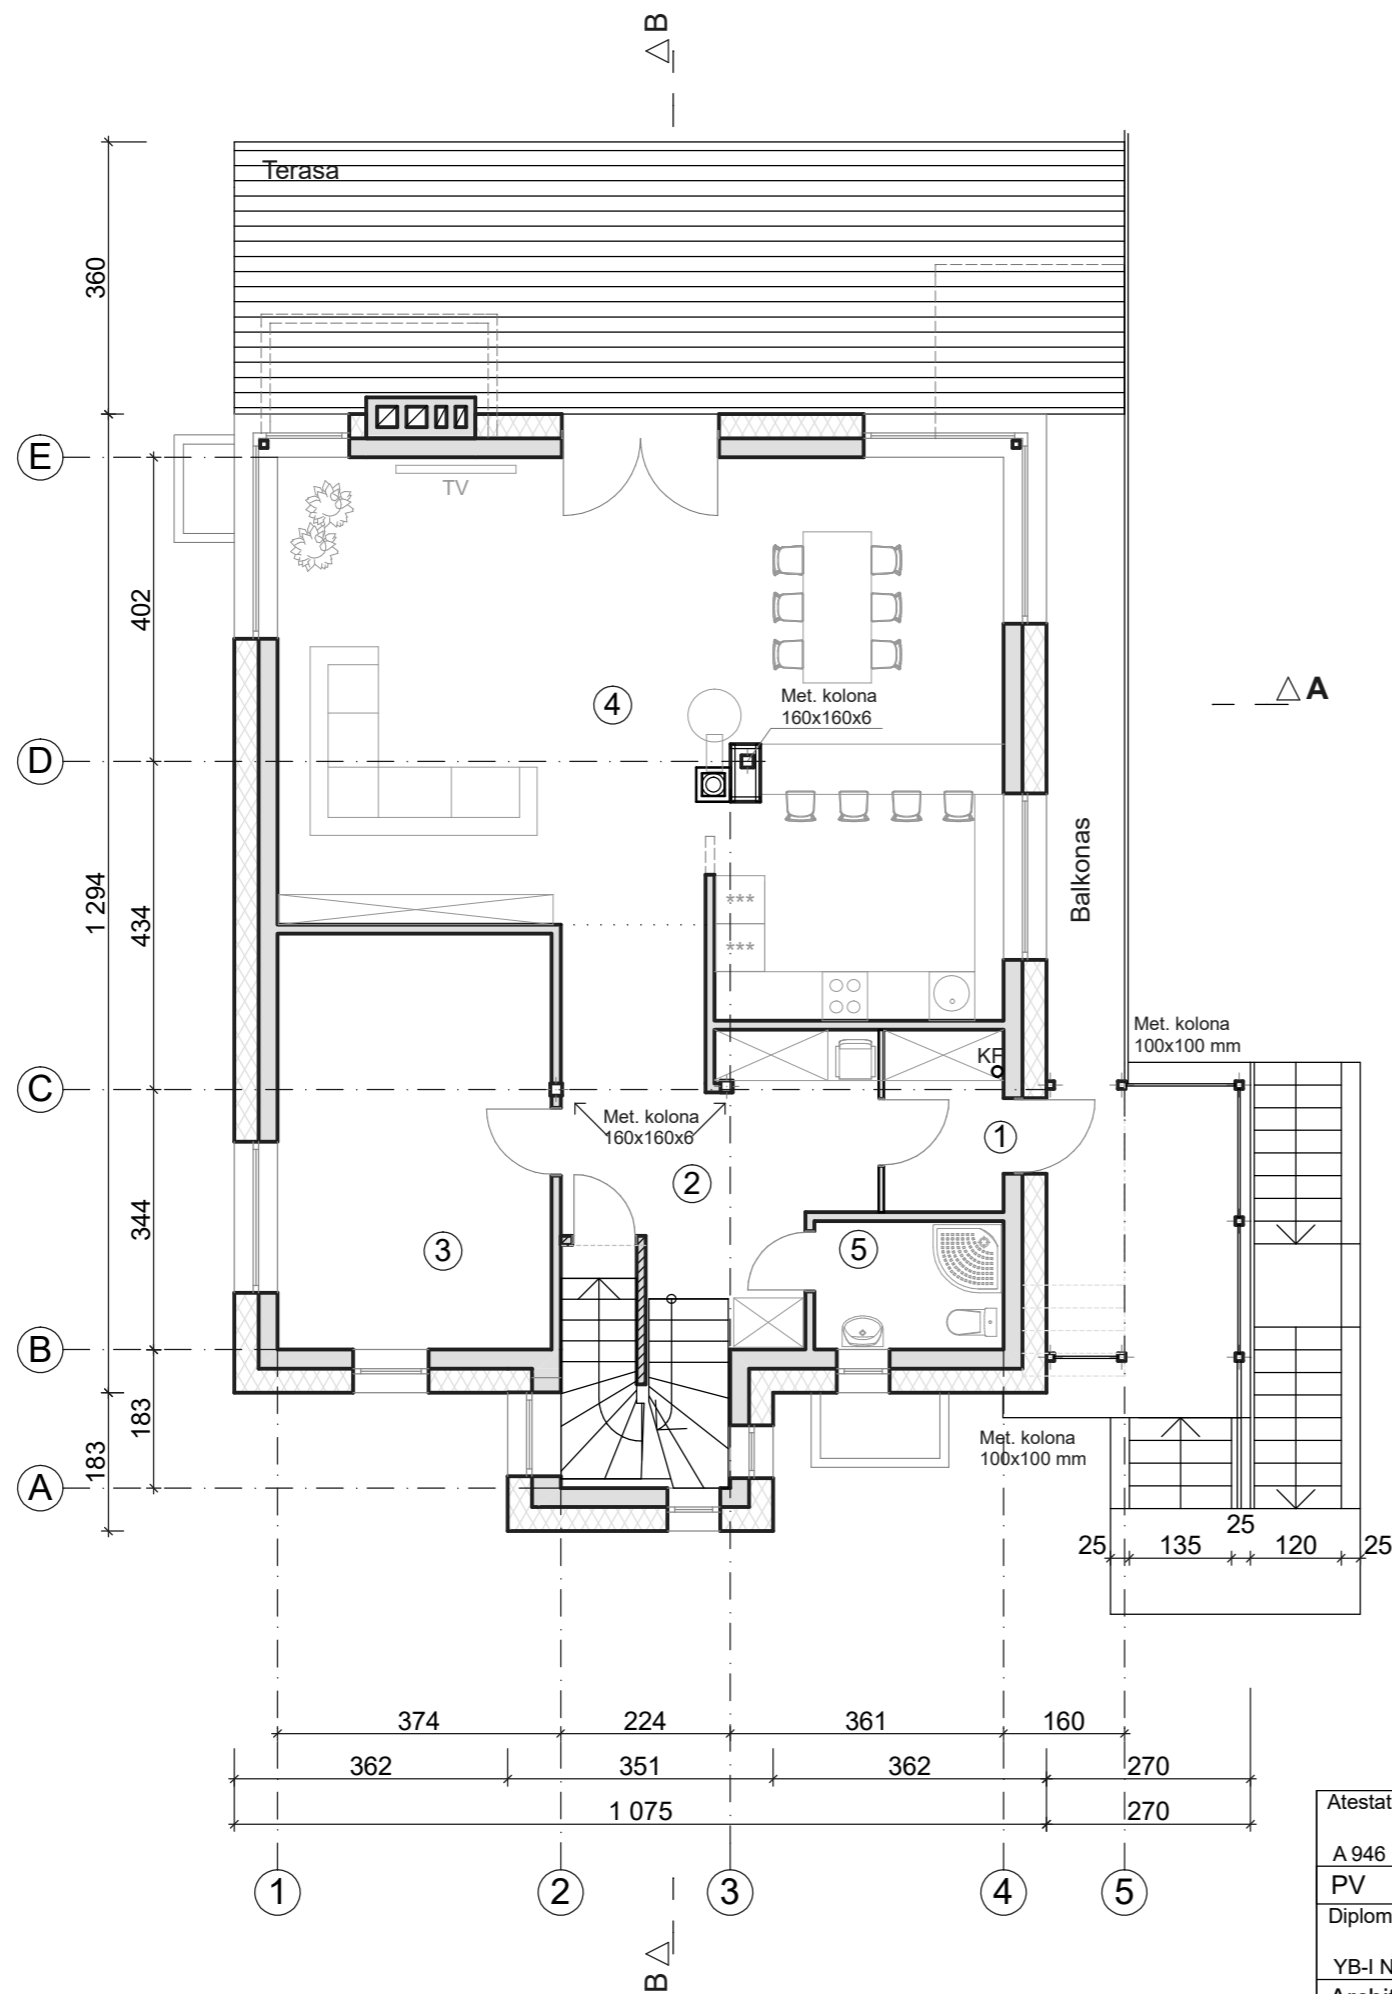 B
Terasa
360
E
TV
402
4
Met. kolona
160x160x6
A
D
Balkonas
1 294
434
***
***
Met. kolona
100x100 mm
KF
C
Met. kolona
160x160x6
1
2
344
3
5
B
183
183
Met. kolona
100x100 mm
A
25
25
135
120
25
374
224
361
160
362
351
362
270
1 075
270
1
2
3
4
5
B
Atestat
A 946
PV
Diplom
YB-I N